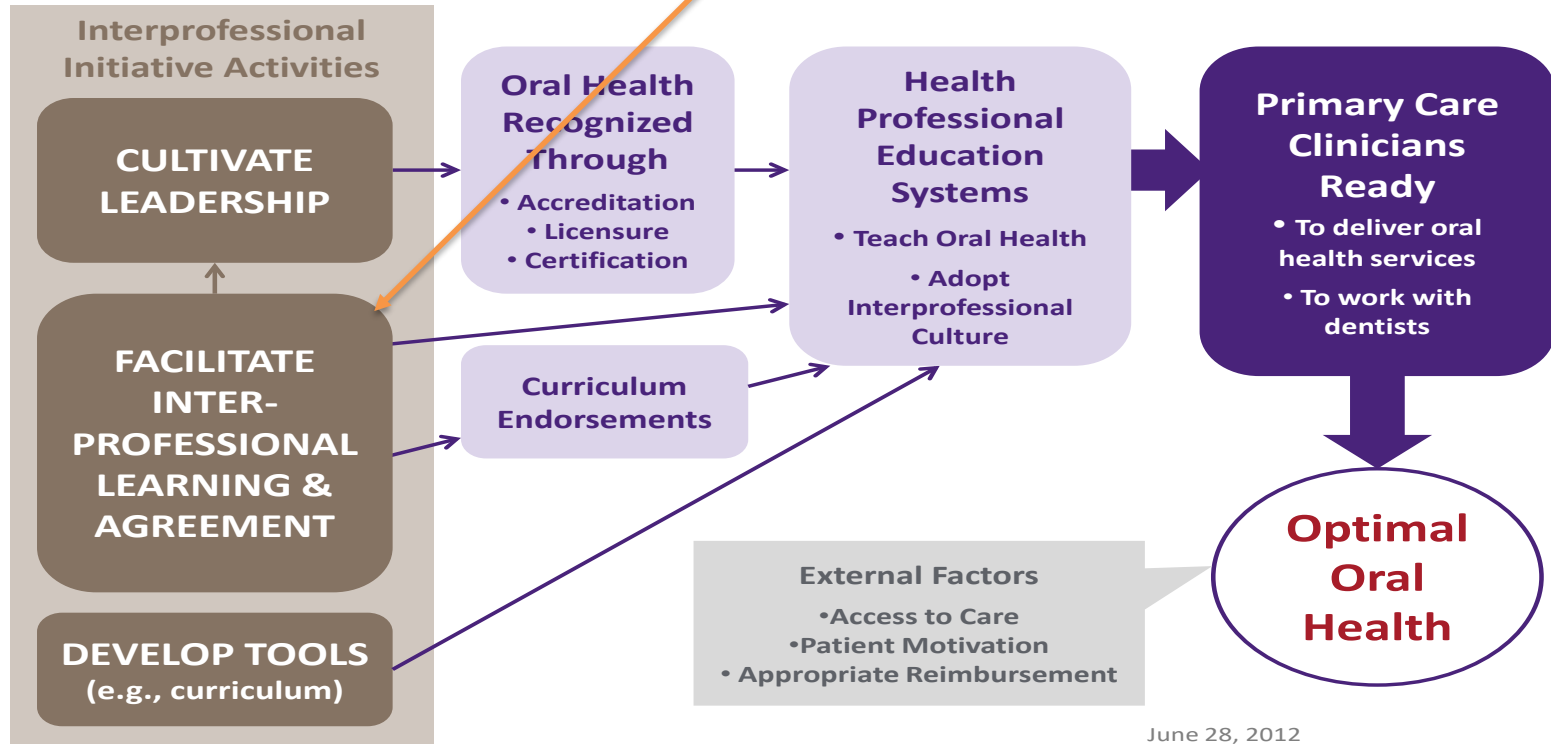 Interprofessional
Initiative Activities
CULTIVATE
LEADERSHIP
FACILITATE
INTER-
PROFESSIONAL
LEARNING &
AGREEMENT
DEVELOP TOOLS
(e.g., curriculum)
Oral Health
Recognized
Through
• Accreditation
• Licensure
• Certification
Curriculum
Endorsements
Health
Professional
Education
Systems
• Teach Oral Health
• Adopt
Interprofessional
Culture
Primary Care
Clinicians
Ready
• To deliver oral
health services
• To work with
dentists
External Factors
•Access to Care
•Patient Motivation
• Appropriate Reimbursement
Optimal
Oral
Health
June 28, 2012